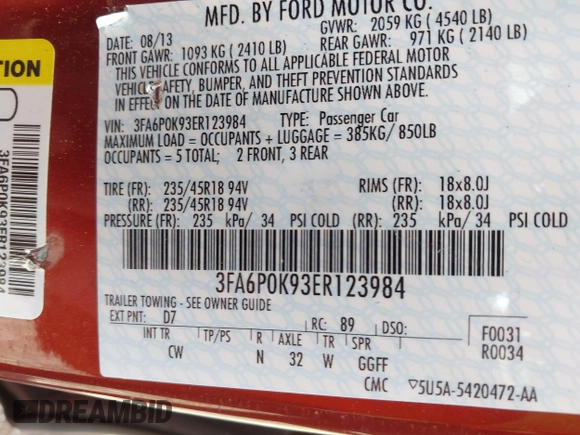 MFD. BY FORD MOTOR CO.
DATE: 08/13
GVWR: 2059 KG ( 4540 LB)
FRONT GAWR: 1093 KG ( 2410 LB)
REAR GAWR: 971 KG ( 2140 LB)
THIS VEHICLE CONFORMS TO ALL APPLICABLE FEDERAL MOTOR
VEHICLE SAFETY, BUMPER, AND THEFT PREVENTION STANDARDS
IN EFFECT ON THE DATE OF MANUFACTURE SHOWN ABOVE.
VIN: 3FA6P0K93ER123984 TYPE: Passenger Car
MAXIMUM LOAD = OCCUPANTS + LUGGAGE = 385KG/ 850LB
OCCUPANTS = 5 TOTAL; 2 FRONT, 3 REAR
TIRE (FR): 235/45R18 94V RIMS (FR): 18x8.0J
(RR): 235/45R18 94V (RR): 18x8.0J
PRESSURE (FR): 235 kPa/ 34 PSI COLD (RR): 235 kPa/ 34 PSI COLD
3FA6P0K93ER123984
TRAILER TOWING - SEE OWNER GUIDE
EXT PNT: D7 RC: 89 DSO:
F0031
R0034
INT TR TP/PS R AXLE TR SPR
CW N 32 W GGFF
CMC ▽5U5A-5420472-AA
TION
3FA6P0K93ER123984
DREAMBID